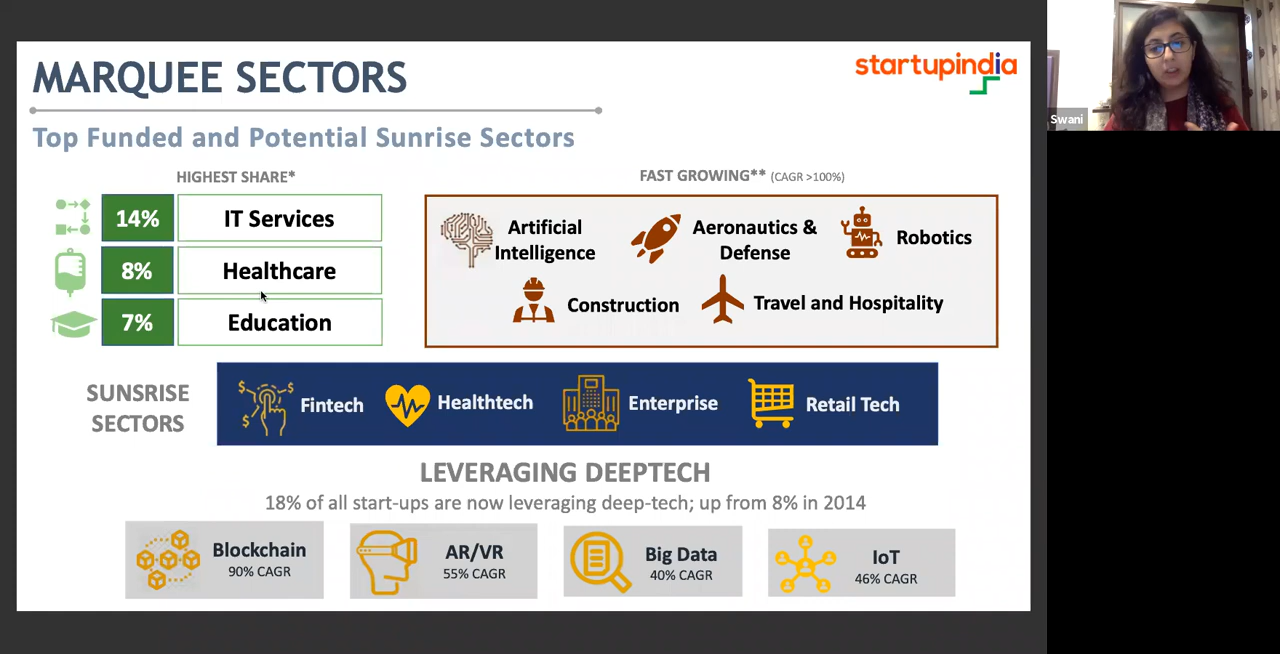 MARQUEE SECTORS
startupindia
Swani
Top Funded and Potential Sunrise Sectors
HIGHEST SHARE*
FAST GROWING** (CAGR >100%)
14% IT Services
8% Healthcare
7% Education
Artificial
Intelligence
Aeronautics &
Defense
Robotics
Construction
Travel and Hospitality
SUNSRISE
SECTORS
Fintech
Healthtech
Enterprise
Retail Tech
LEVERAGING DEEPTECH
18% of all start-ups are now leveraging deep-tech; up from 8% in 2014
Blockchain
90% CAGR
AR/VR
55% CAGR
Big Data
40% CAGR
IoT
46% CAGR